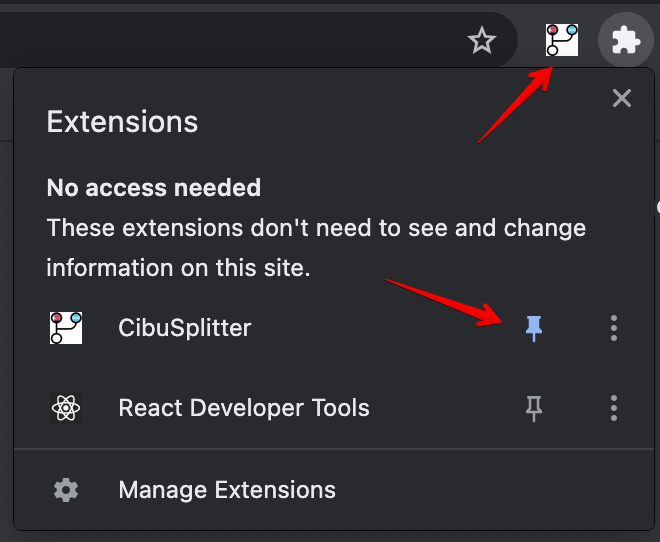 Extensions
No access needed
These extensions don't need to see and change
information on this site.
CibuSplitter
React Developer Tools
Manage Extensions